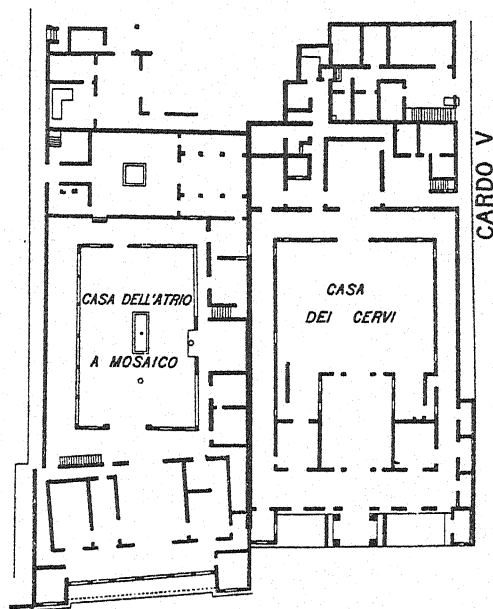 CASA DELL'ATRIO
A MOSAICO
CASA
DEI CERVI
CARDO V